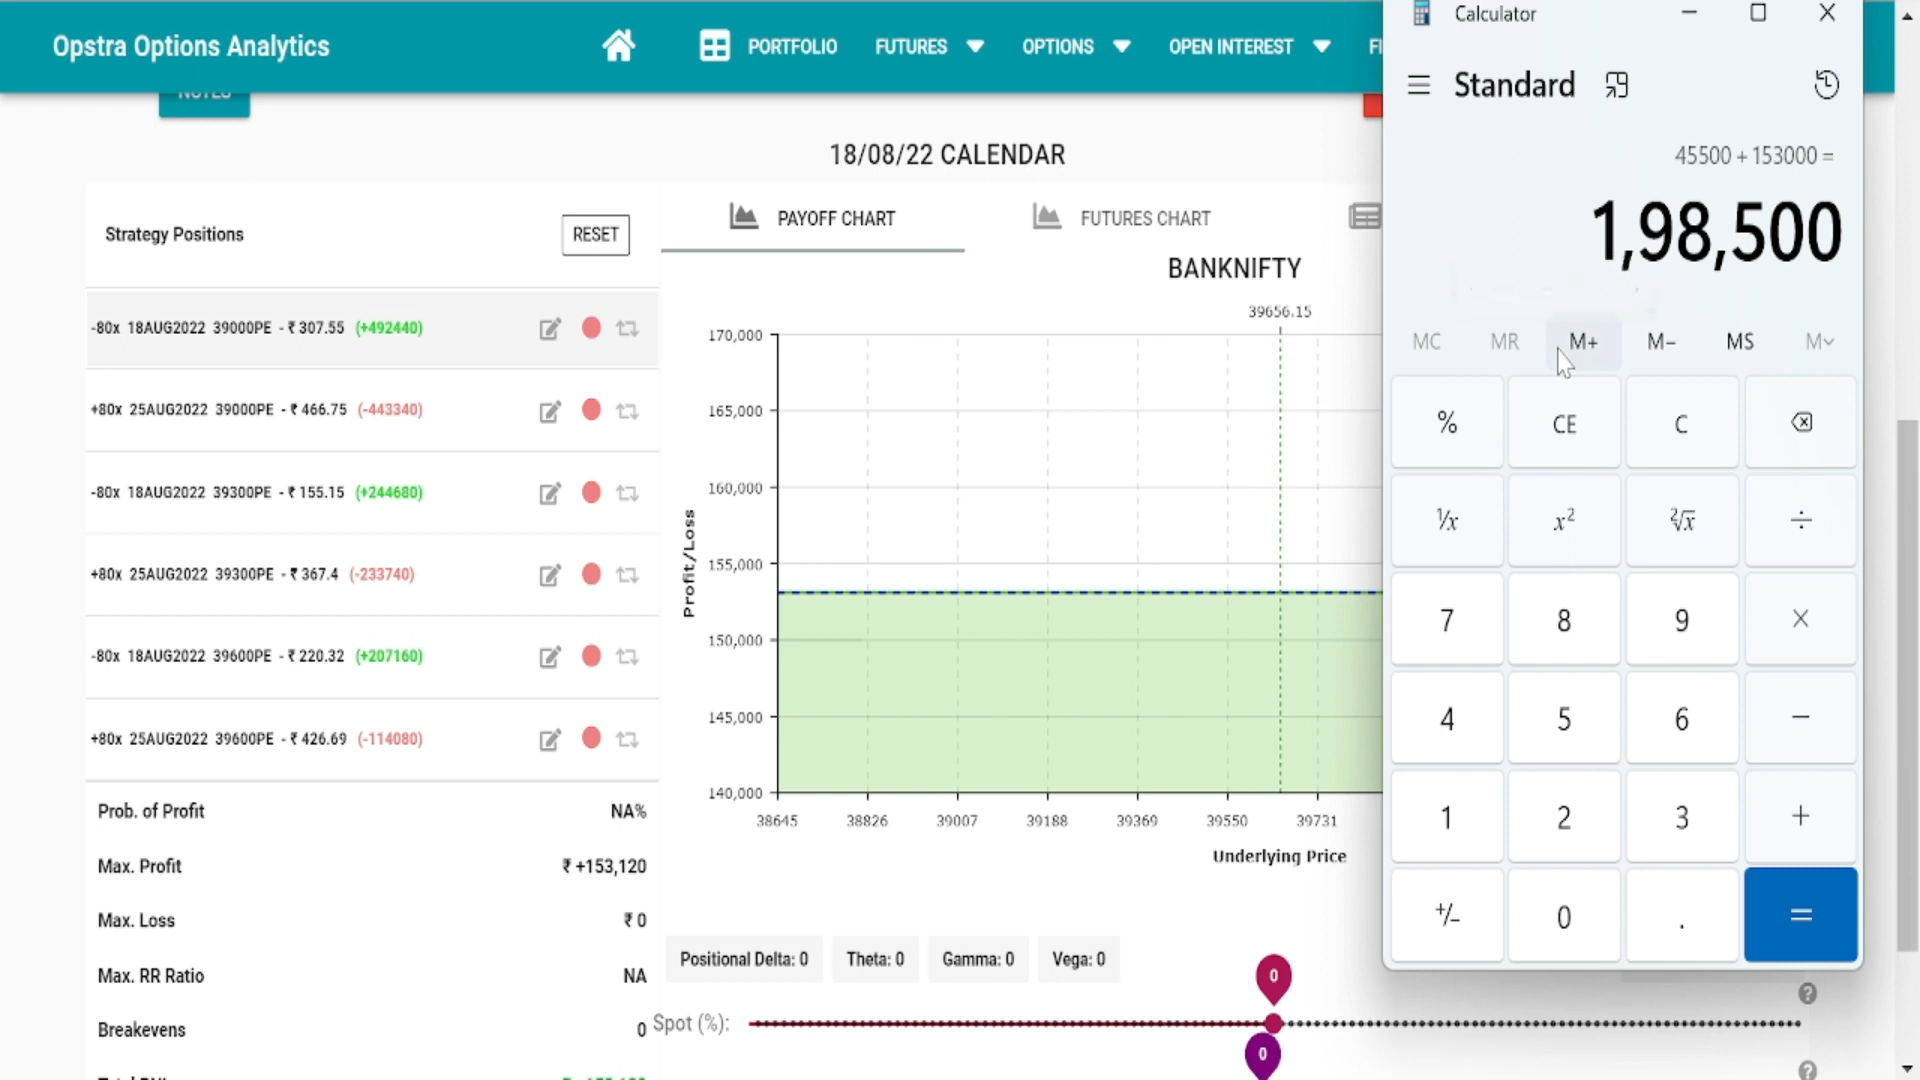 Opstra Options Analytics
PORTFOLIO
FUTURES
OPTIONS
OPEN INTEREST
NOTES
18/08/22 CALENDAR
Strategy Positions
RESET
-80x 18AUG2022 39000PE - ₹ 307.55 (+492440)
+80x 25AUG2022 39000PE - ₹ 466.75 (-443340)
-80x 18AUG2022 39300PE - ₹ 155.15 (+244680)
+80x 25AUG2022 39300PE - ₹ 367.4 (-233740)
-80x 18AUG2022 39600PE - ₹ 220.32 (+207160)
+80x 25AUG2022 39600PE - ₹ 426.69 (-114080)
Prob. of Profit NA%
Max. Profit ₹ +153,120
Max. Loss ₹ 0
Max. RR Ratio NA
Breakevens 0
PAYOFF CHART
FUTURES CHART
BANKNIFTY
39656.15
170,000
165,000
160,000
155,000
150,000
145,000
140,000
Profit/Loss
38645 38826 39007 39188 39369 39550 39731
Underlying Price
Positional Delta: 0 Theta: 0 Gamma: 0 Vega: 0
0
Spot (%):
0
Calculator
Standard
45500 + 153000 =
1,98,500
MC MR M+ M− MS M
% CE C
¹/x x² ²√x ÷
7 8 9 ×
4 5 6 −
1 2 3 +
+/− 0 . =
?
?